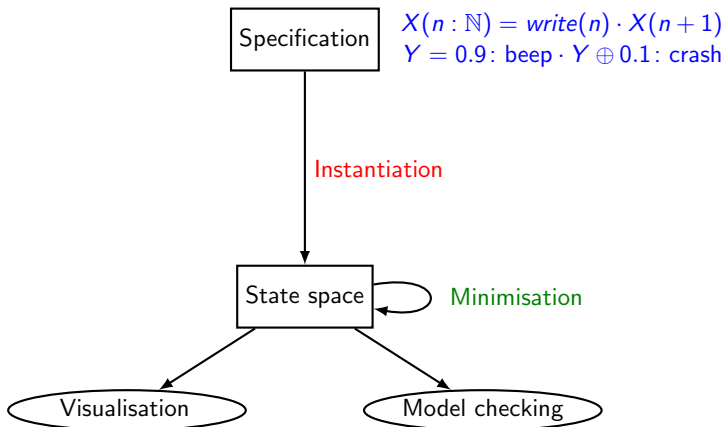 Specification
X(n : ℕ) = write(n) · X(n + 1)
Y = 0.9: beep · Y ⊕ 0.1: crash
Instantiation
State space
Minimisation
Visualisation
Model checking